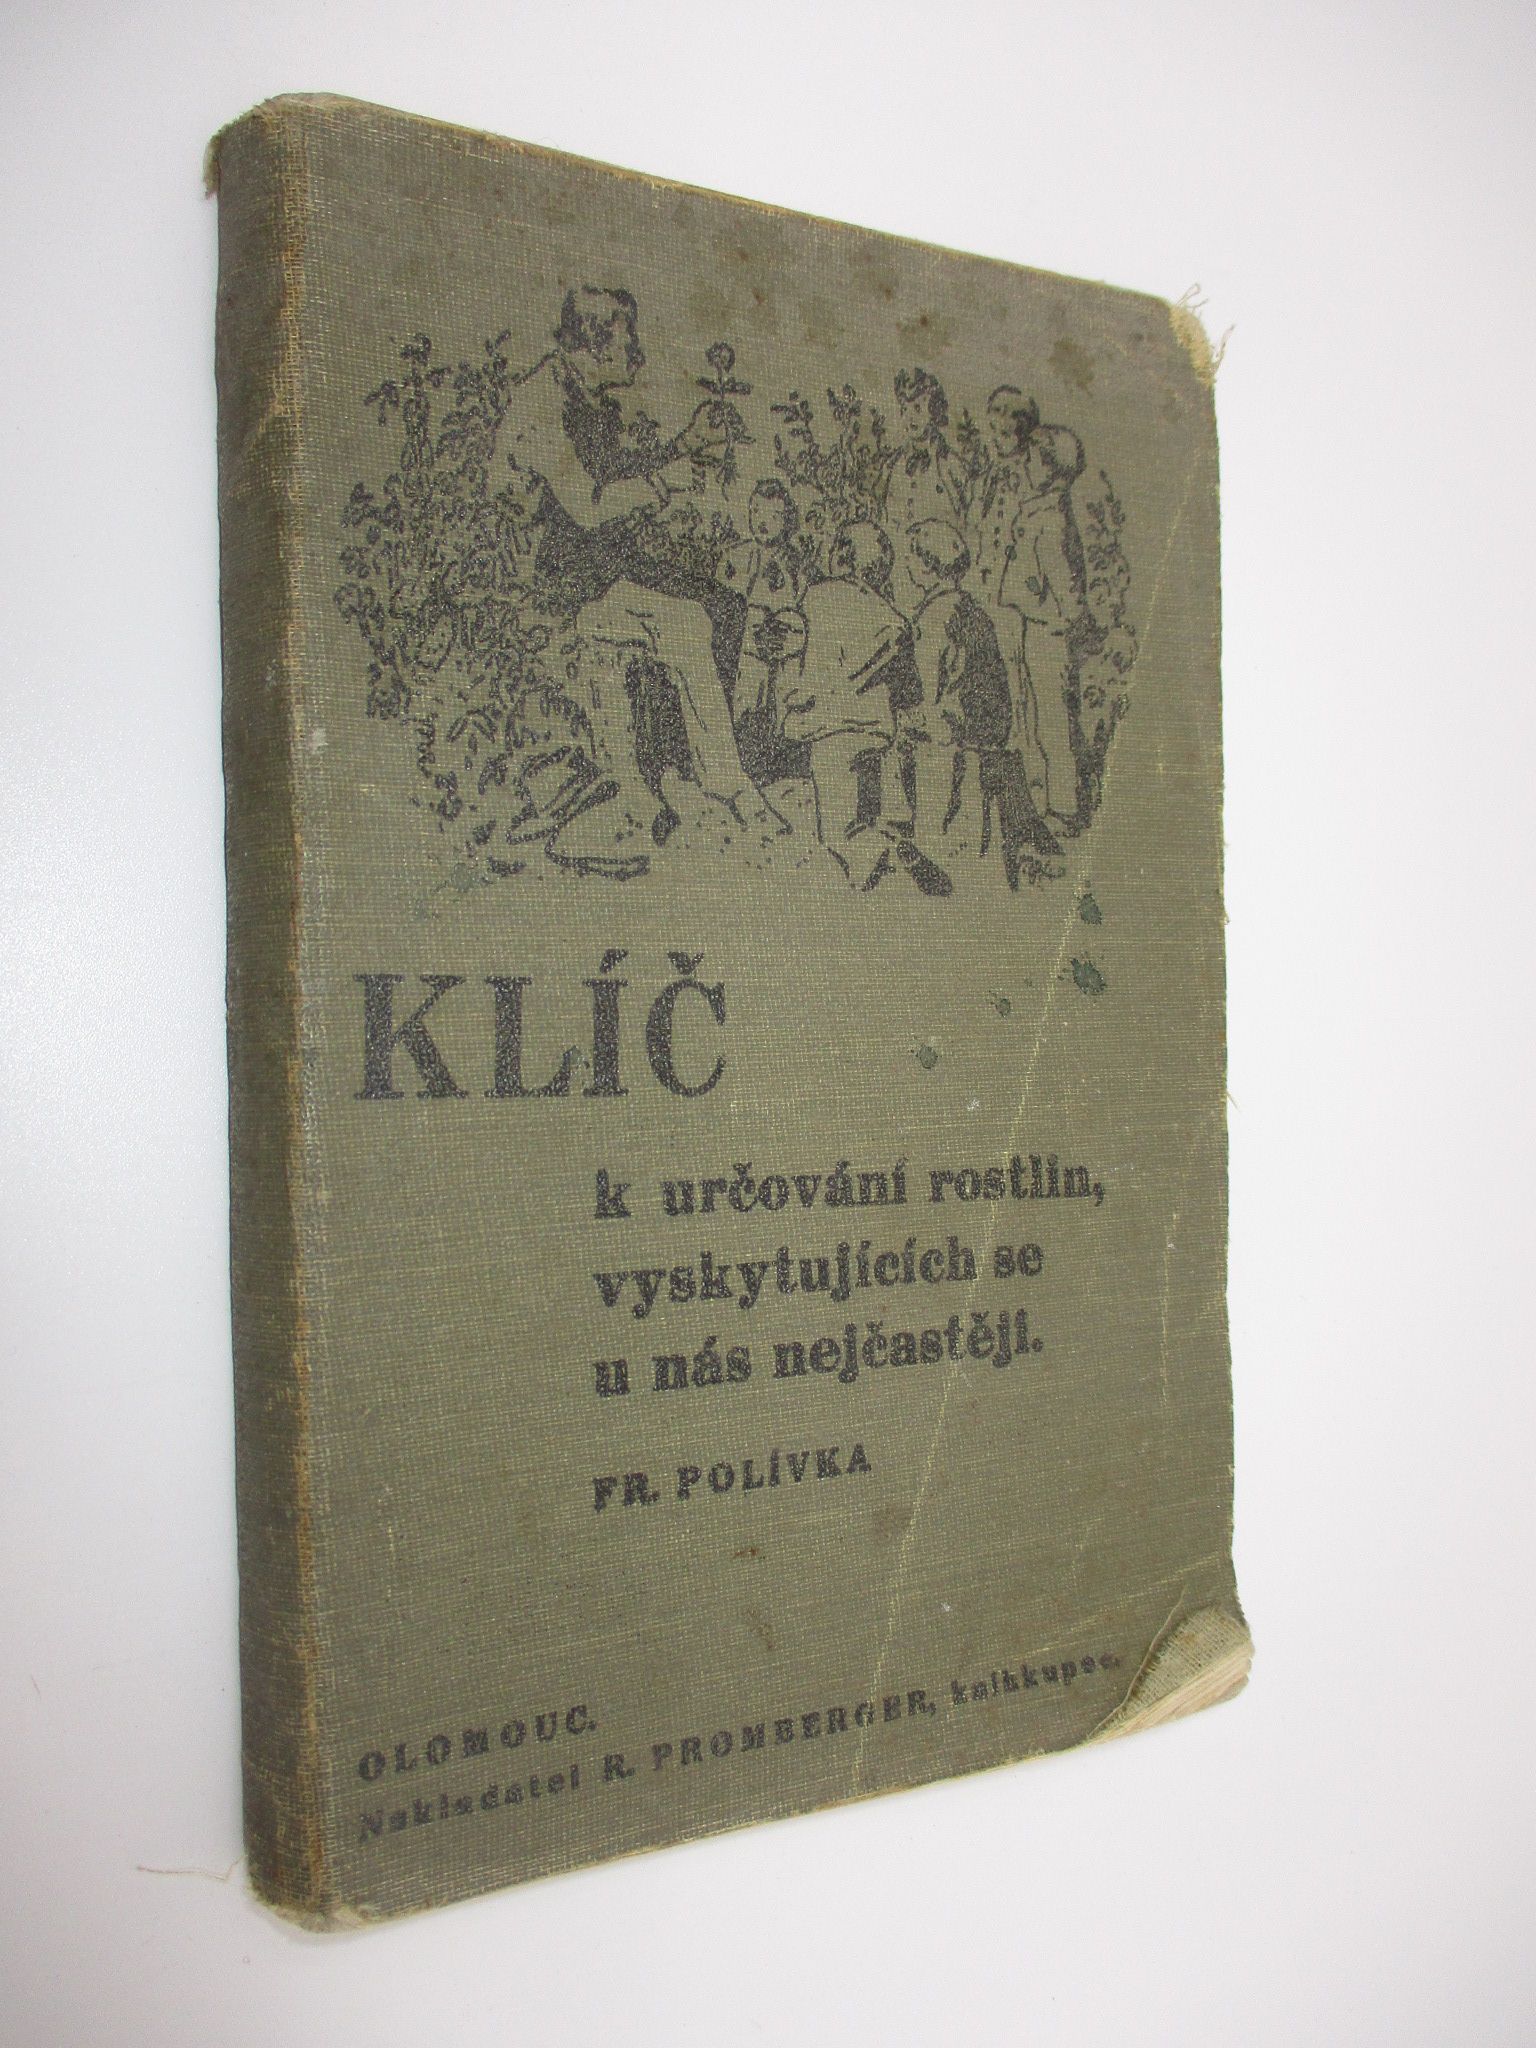 KLÍČ
k určování rostlin,
vyskytujících se
u nás nejčastěji.
FR. POLÍVKA
OLOMOUC.
Nakladatel R. PROMBERGER, knihkupec.